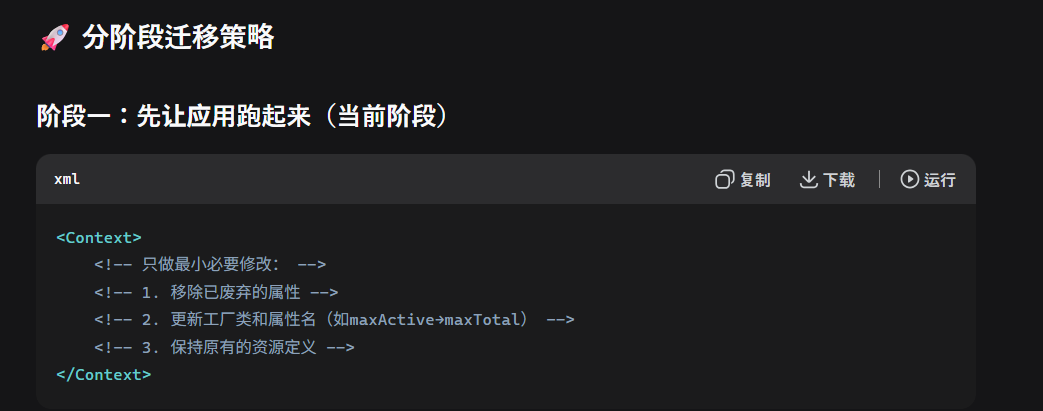 🚀 分阶段迁移策略
阶段一：先让应用跑起来（当前阶段）
xml 复制 下载 运行
<Context>
    <!-- 只做最小必要修改： -->
    <!-- 1. 移除已废弃的属性 -->
    <!-- 2. 更新工厂类和属性名（如maxActive→maxTotal） -->
    <!-- 3. 保持原有的资源定义 -->
</Context>